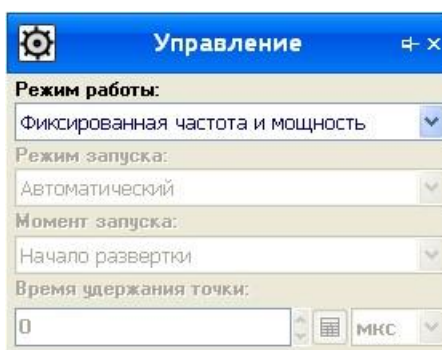 Управление
Режим работы:
Фиксированная частота и мощность
Режим запуска:
Автоматический
Момент запуска:
Начало развертки
Время удержания точки:
0 мкс